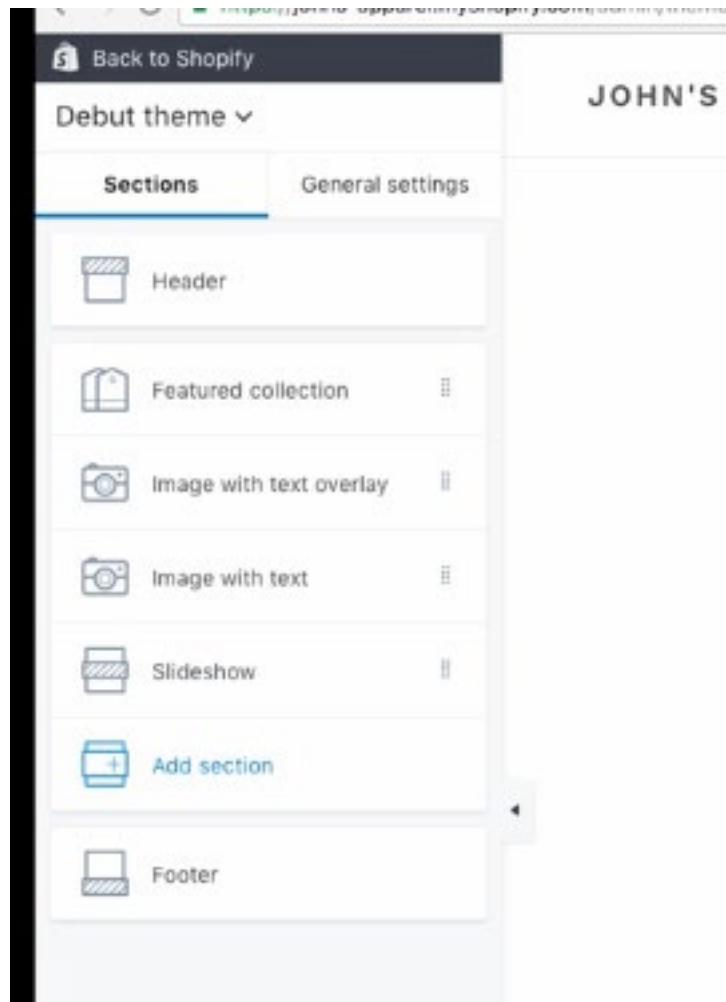 Back to Shopify
JOHN'S
Debut theme
Sections General settings
Header
Featured collection
Image with text overlay
Image with text
Slideshow
Add section
Footer